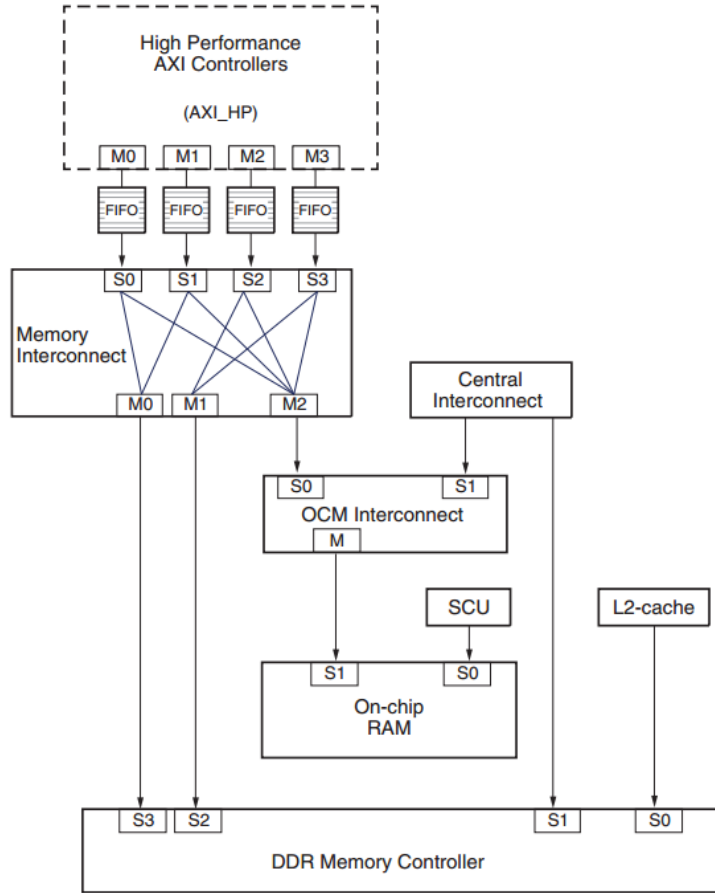 High Performance
AXI Controllers
(AXI_HP)
M0 M1 M2 M3
FIFO FIFO FIFO FIFO
S0 S1 S2 S3
Memory
Interconnect
M0 M1 M2
Central
Interconnect
S0 S1
OCM Interconnect
M
SCU
L2-cache
S1 S0
On-chip
RAM
S3 S2 S1 S0
DDR Memory Controller